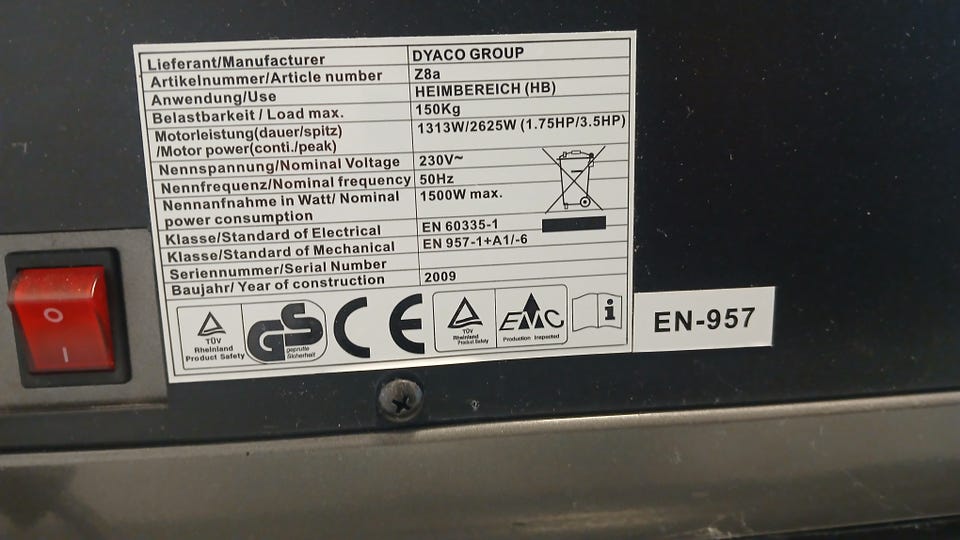 Lieferant/Manufacturer DYACO GROUP
Artikelnummer/Article number Z8a
Anwendung/Use HEIMBEREICH (HB)
Belastbarkeit / Load max. 150Kg
Motorleistung(dauer/spitz)
/Motor power(conti./peak) 1313W/2625W (1.75HP/3.5HP)
Nennspannung/Nominal Voltage 230V~
Nennfrequenz/Nominal frequency 50Hz
Nennanfnahme in Watt/ Nominal
power consumption 1500W max.
Klasse/Standard of Electrical EN 60335-1
Klasse/Standard of Mechanical EN 957-1+A1/-6
Seriennummer/Serial Number
Baujahr/ Year of construction 2009
TÜV
Rheinland
Product Safety
GS
geprüfte
Sicherheit
CE
TÜV
Rheinland
Product Safety
EMC
Production Inspected
i
EN-957
O
I